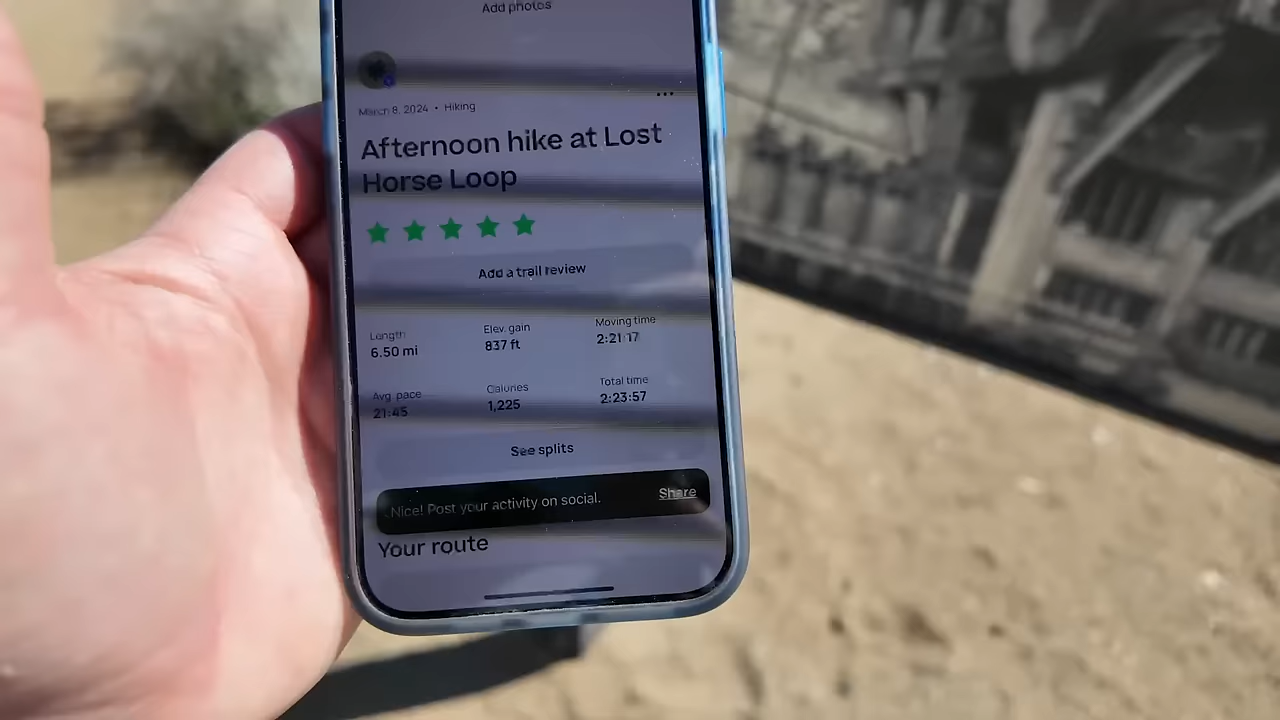 Add photos
March 8, 2024 • Hiking
Afternoon hike at Lost
Horse Loop
Add a trail review
Length
6.50 mi
Elev. gain
837 ft
Moving time
2:21:17
Avg. pace
21:45
Calories
1,225
Total time
2:23:57
See splits
Nice! Post your activity on social.
Share
Your route